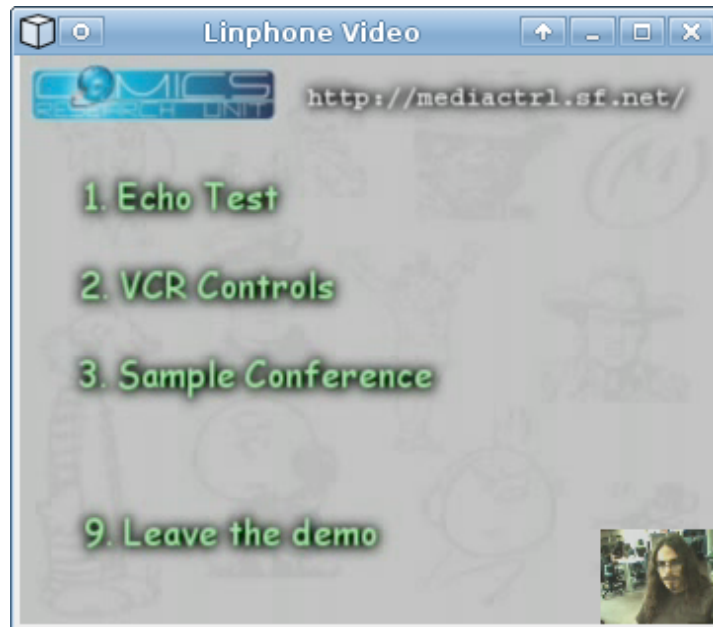 Linphone Video
COMICS
RESEARCH UNIT
http://mediactrl.sf.net/
1. Echo Test
2. VCR Controls
3. Sample Conference
9. Leave the demo